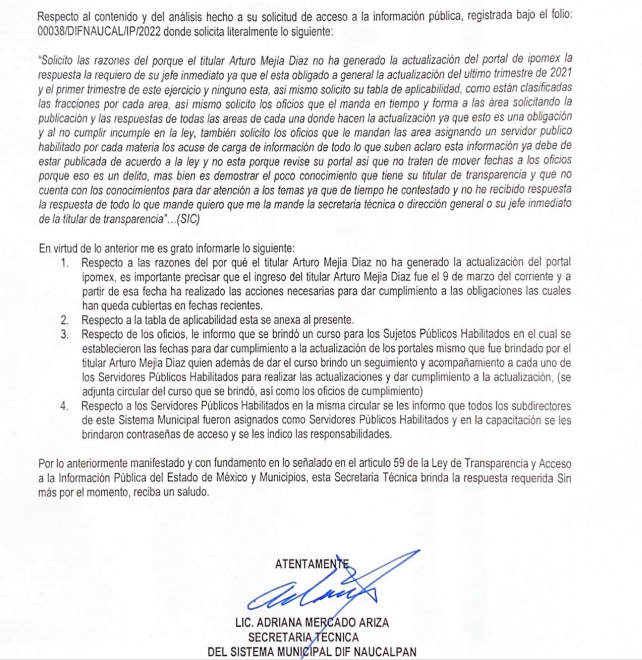 Respecto al contenido y del análisis hecho a su solicitud de acceso a la información pública, registrada bajo el folio:
00038/DIFNAUCAL/IP/2022 donde solicita literalmente lo siguiente:
"Solicito las razones del porque el titular Arturo Mejia Diaz no ha generado la actualización del portal de ipomex la
respuesta la requiero de su jefe inmediato ya que el esta obligado a general la actualización del ultimo trimestre de 2021
y el primer trimestre de este ejercicio y ninguno esta, asi mismo solicito su tabla de aplicabilidad, como están clasificadas
las fracciones por cada area, asi mismo solicito los oficios que el manda en tiempo y forma a las área solicitando la
publicación y las respuestas de todas las areas de cada una donde hacen la actualización ya que esto es una obligación
y al no cumplir incumple en la ley, también solicito los oficios que le mandan las area asignando un servidor publico
habilitado por cada materia los acuse de carga de información de todo lo que suben aclaro esta información ya debe de
estar publicada de acuerdo a la ley y no esta porque revise su portal asi que no traten de mover fechas a los oficios
porque eso es un delito, mas bien es demostrar el poco conocimiento que tiene su titular de transparencia y que no
cuenta con los conocimientos para dar atención a los temas ya que de tiempo he contestado y no he recibido respuesta
la respuesta de todo lo que mande quiero que me la mande la secretaria técnica o dirección general o su jefe inmediato
de la titular de transparencia"...(SIC)
En virtud de lo anterior me es grato informarle lo siguiente:
1. Respecto a las razones del por qué el titular Arturo Mejia Diaz no ha generado la actualización del portal
ipomex, es importante precisar que el ingreso del titular Arturo Mejia Diaz fue el 9 de marzo del corriente y a
partir de esa fecha ha realizado las acciones necesarias para dar cumplimiento a las obligaciones las cuales
han queda cubiertas en fechas recientes.
2. Respecto a la tabla de aplicabilidad esta se anexa al presente.
3. Respecto de los oficios, le informo que se brindó un curso para los Sujetos Públicos Habilitados en el cual se
establecieron las fechas para dar cumplimiento a la actualización de los portales mismo que fue brindado por el
titular Arturo Mejia Diaz quien además de dar el curso brindo un seguimiento y acompañamiento a cada uno de
los Servidores Públicos Habilitados para realizar las actualizaciones y dar cumplimiento a la actualización, (se
adjunta circular del curso que se brindó, así como los oficios de cumplimiento)
4. Respecto a los Servidores Públicos Habilitados en la misma circular se les informo que todos los subdirectores
de este Sistema Municipal fueron asignados como Servidores Públicos Habilitados y en la capacitación se les
brindaron contraseñas de acceso y se les indico las responsabilidades.
Por lo anteriormente manifestado y con fundamento en lo señalado en el articulo 59 de la Ley de Transparencia y Acceso
a la Información Pública del Estado de México y Municipios, esta Secretaria Técnica brinda la respuesta requerida Sin
más por el momento, reciba un saludo.
ATENTAMENTE
LIC. ADRIANA MERCADO ARIZA
SECRETARIA TÉCNICA
DEL SISTEMA MUNICIPAL DIF NAUCALPAN